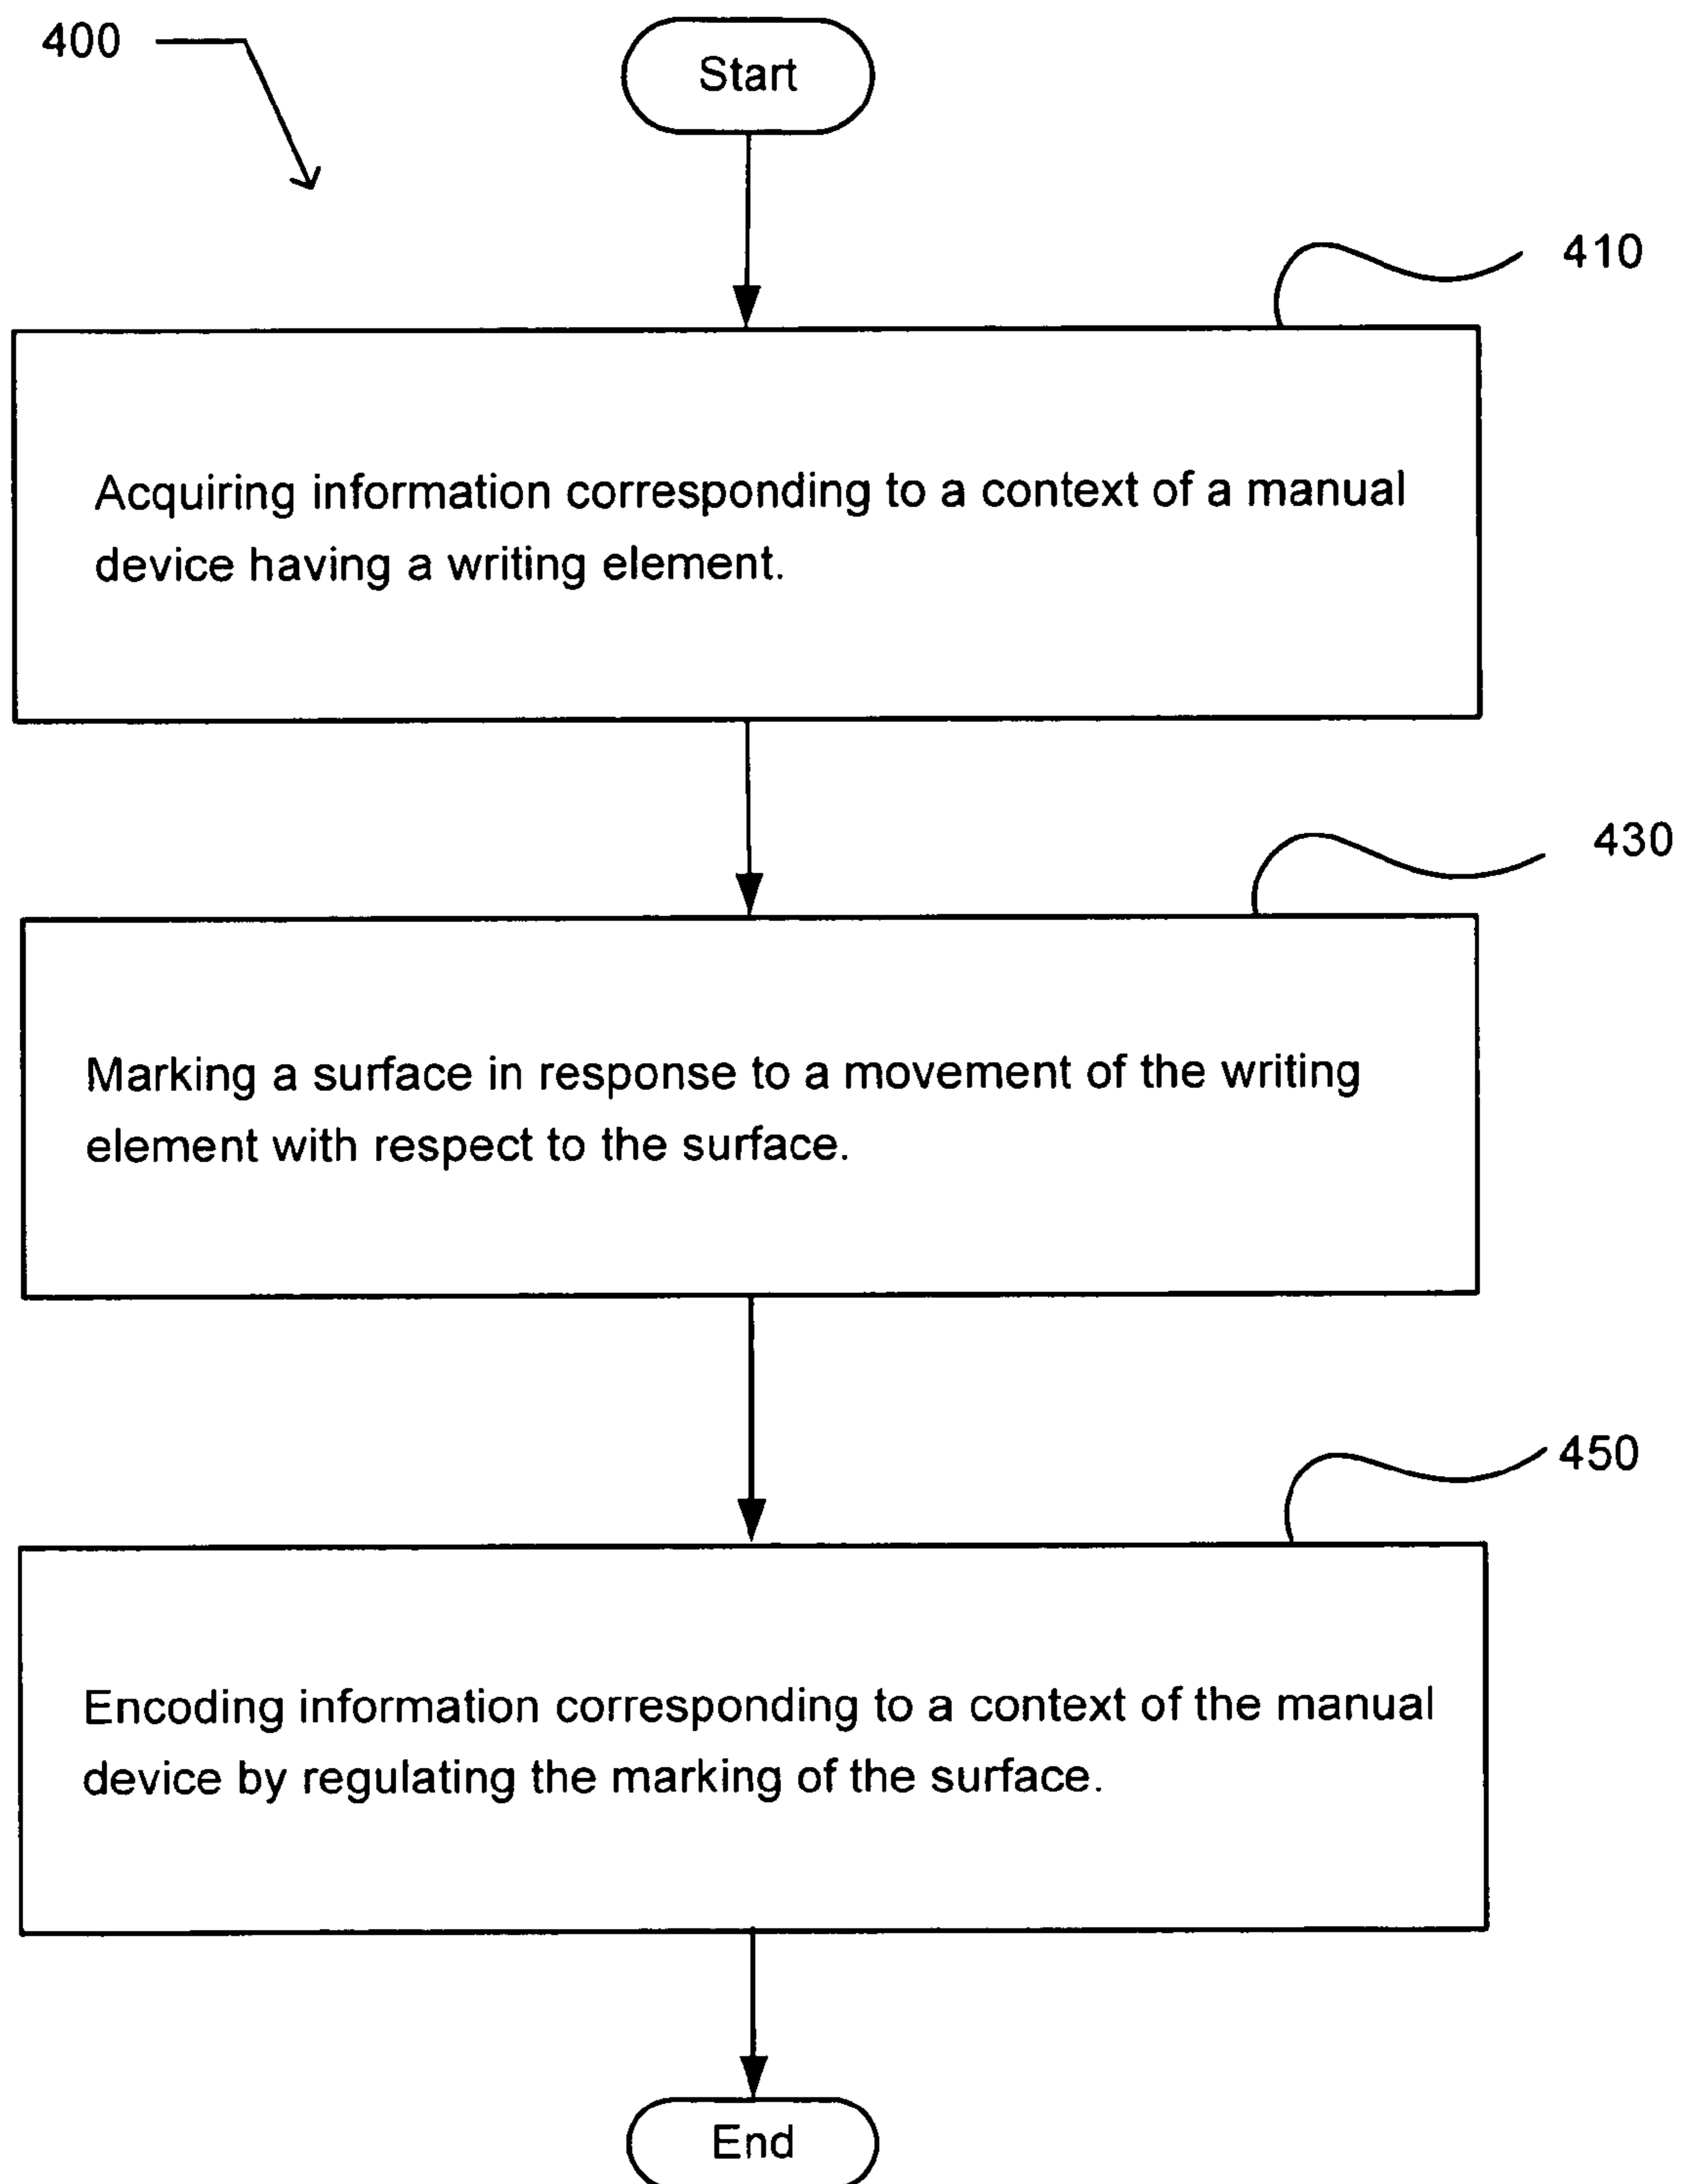 400
Start
410
Acquiring information corresponding to a context of a manual
device having a writing element.
430
Marking a surface in response to a movement of the writing
element with respect to the surface.
450
Encoding information corresponding to a context of the manual
device by regulating the marking of the surface.
End